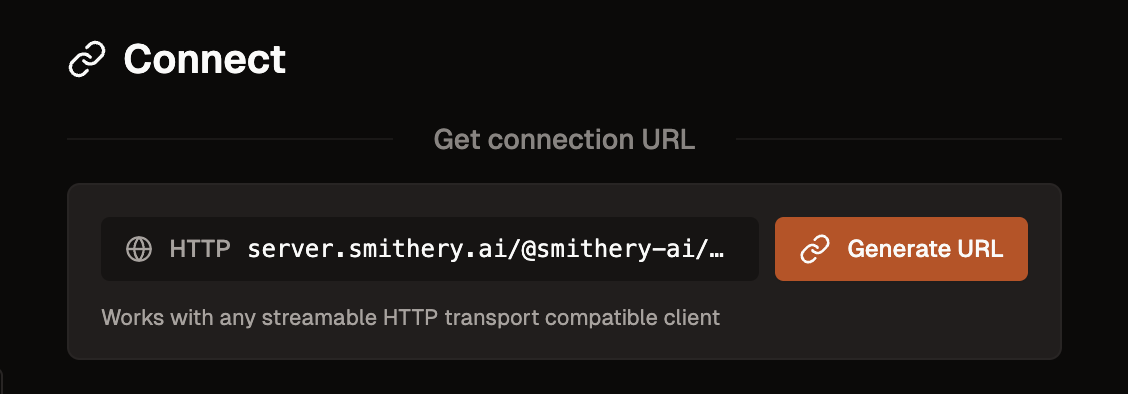 Connect
Get connection URL
HTTP server.smithery.ai/@smithery-ai/…
Generate URL
Works with any streamable HTTP transport compatible client